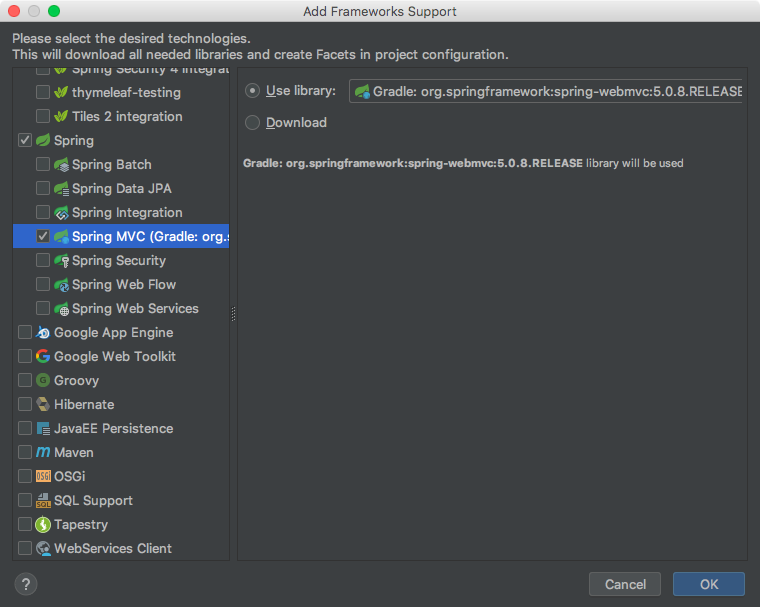 Add Frameworks Support
Please select the desired technologies.
This will download all needed libraries and create Facets in project configuration.
Spring Security 4 integrat
thymeleaf-testing
Tiles 2 integration
Spring
Spring Batch
Spring Data JPA
Spring Integration
Spring MVC (Gradle: org.s
Spring Security
Spring Web Flow
Spring Web Services
Google App Engine
Google Web Toolkit
Groovy
Hibernate
JavaEE Persistence
Maven
OSGi
SQL Support
Tapestry
WebServices Client
Use library: Gradle: org.springframework:spring-webmvc:5.0.8.RELEASE
Download
Gradle: org.springframework:spring-webmvc:5.0.8.RELEASE library will be used
? Cancel OK